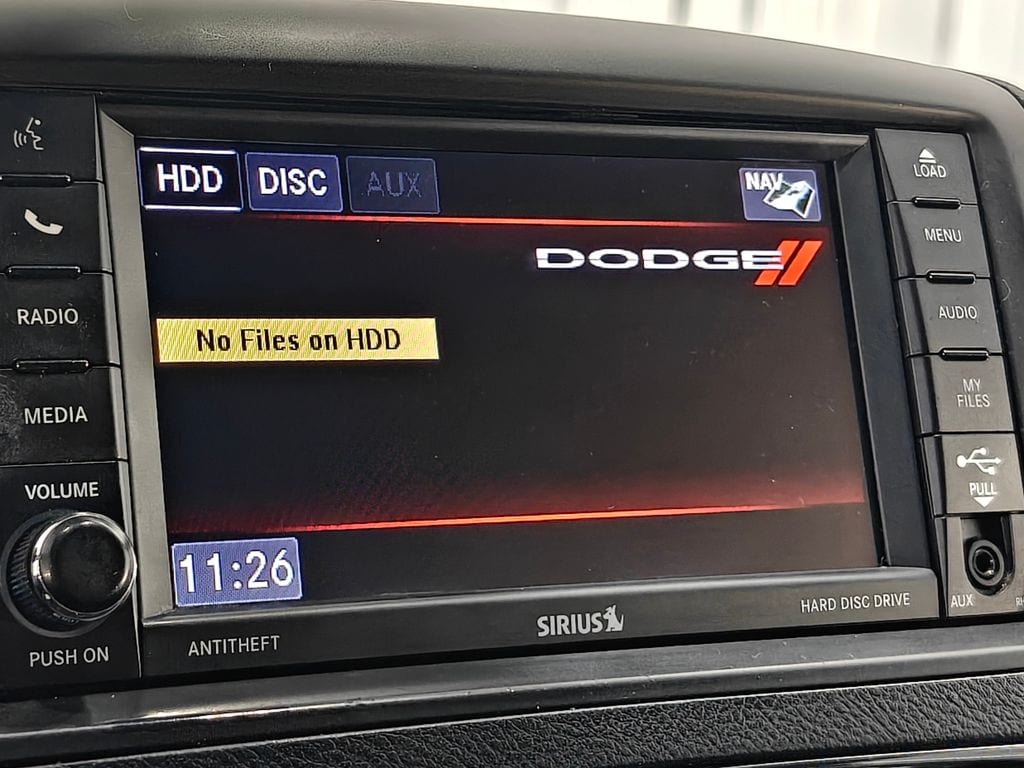 HDD DISC AUX NAV
DODGE
No Files on HDD
11:26
RADIO
MEDIA
VOLUME
PUSH ON
ANTITHEFT
SIRIUS
HARD DISC DRIVE
LOAD
MENU
AUDIO
MY
FILES
PULL
AUX